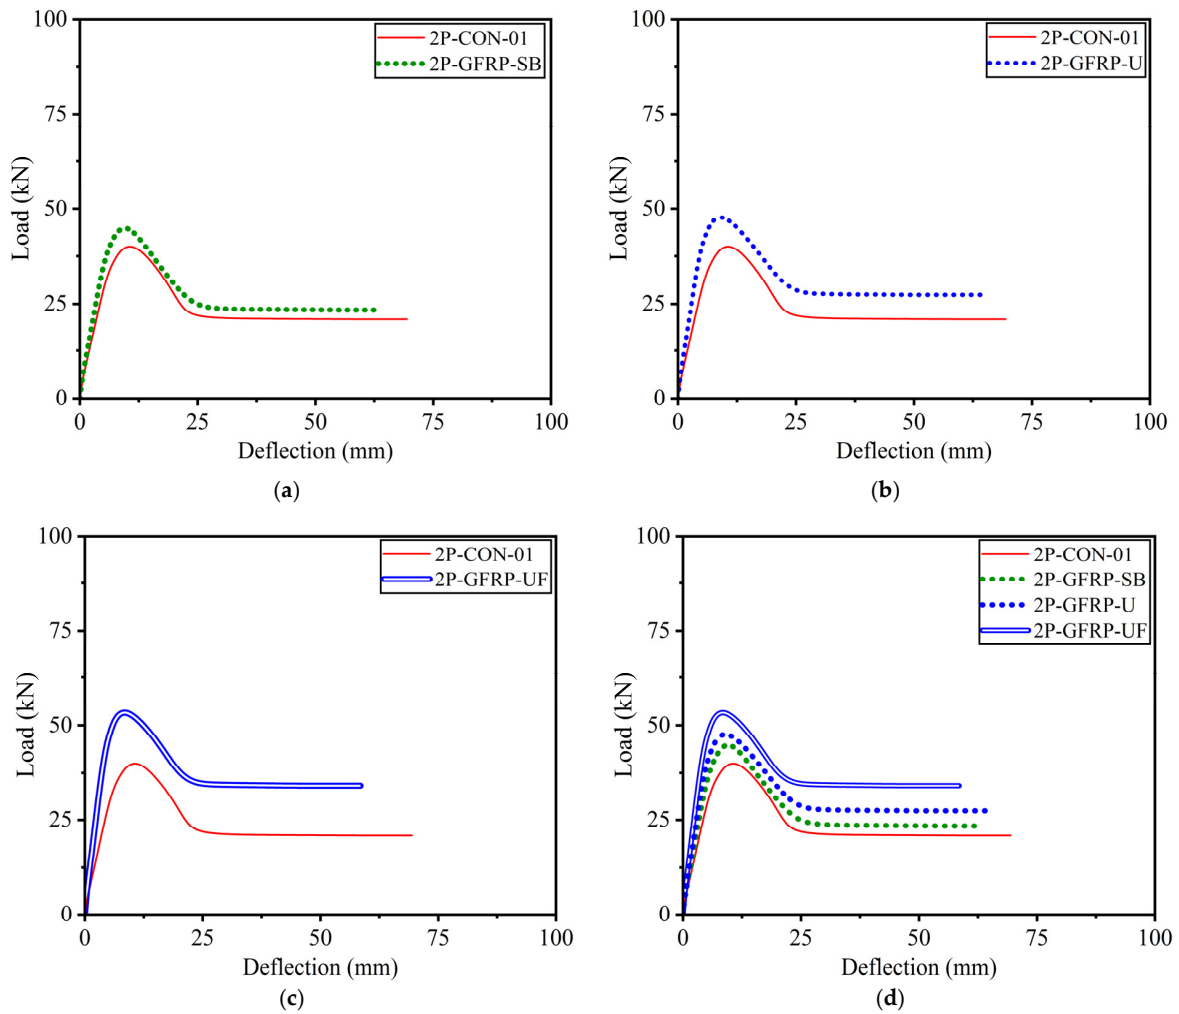 100
75
50
25
0
Load (kN)
2P-CON-01
2P-GFRP-SB
0 25 50 75 100
Deflection (mm)
(a)
100
75
50
25
0
Load (kN)
2P-CON-01
2P-GFRP-U
0 25 50 75 100
Deflection (mm)
(b)
100
75
50
25
0
Load (kN)
2P-CON-01
2P-GFRP-UF
0 25 50 75 100
Deflection (mm)
(c)
100
75
50
25
0
Load (kN)
2P-CON-01
2P-GFRP-SB
2P-GFRP-U
2P-GFRP-UF
0 25 50 75 100
Deflection (mm)
(d)